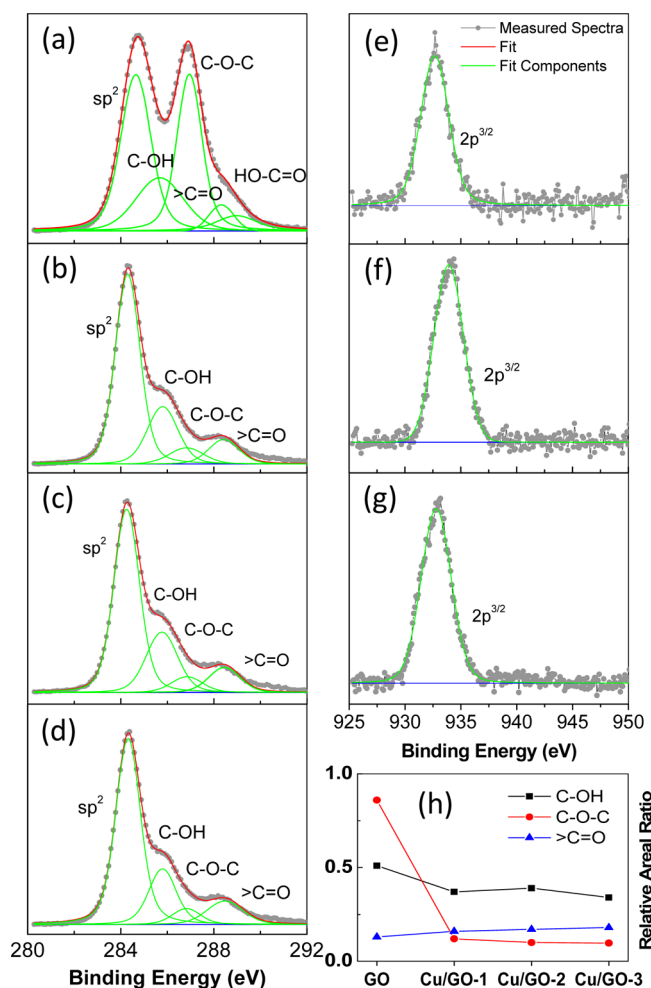 (a)
sp²
C-OH
C-O-C
>C=O
HO-C=O
(b)
sp²
C-OH
C-O-C
>C=O
(c)
sp²
C-OH
C-O-C
>C=O
(d)
sp²
C-OH
C-O-C
>C=O
280 284 288 292
Binding Energy (eV)
(e)
Measured Spectra
Fit
Fit Components
2p³/²
(f)
2p³/²
(g)
2p³/²
925 930 935 940 945 950
Binding Energy (eV)
(h)
C-OH
C-O-C
>C=O
1.0
0.5
0.0
Relative Areal Ratio
GO Cu/GO-1 Cu/GO-2 Cu/GO-3